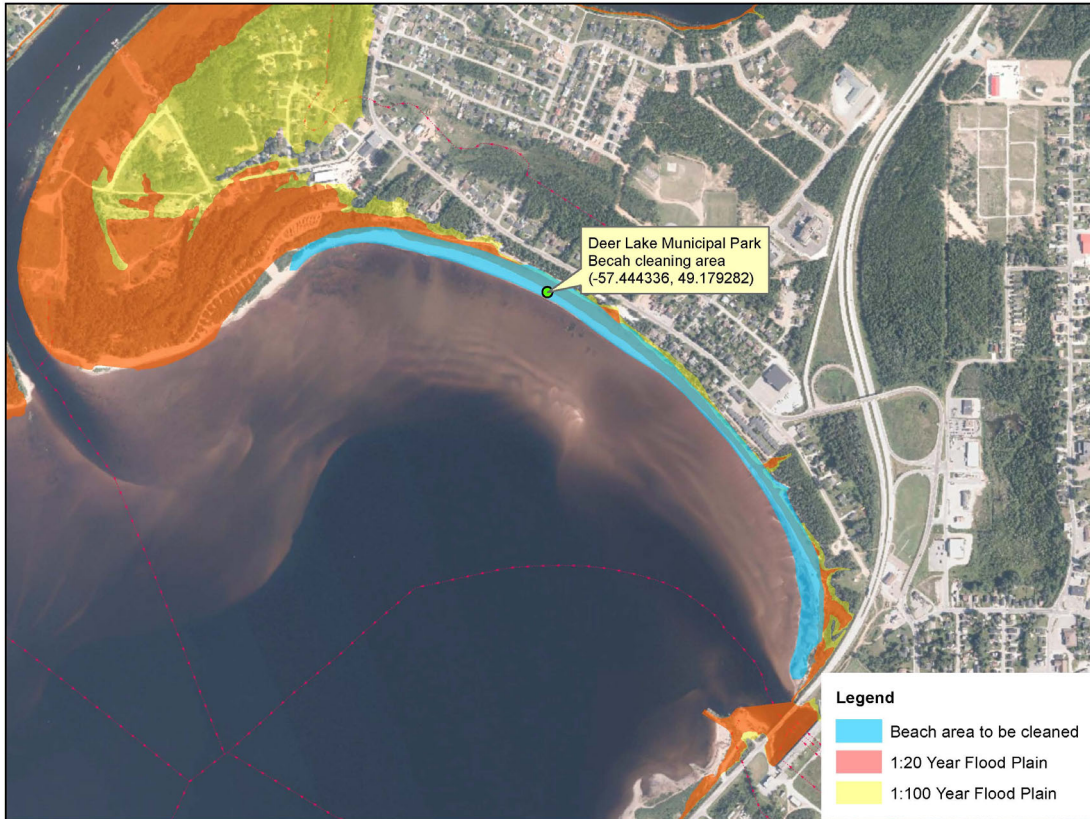 Deer Lake Municipal Park
Becah cleaning area
(-57.444336, 49.179282)
Legend
Beach area to be cleaned
1:20 Year Flood Plain
1:100 Year Flood Plain